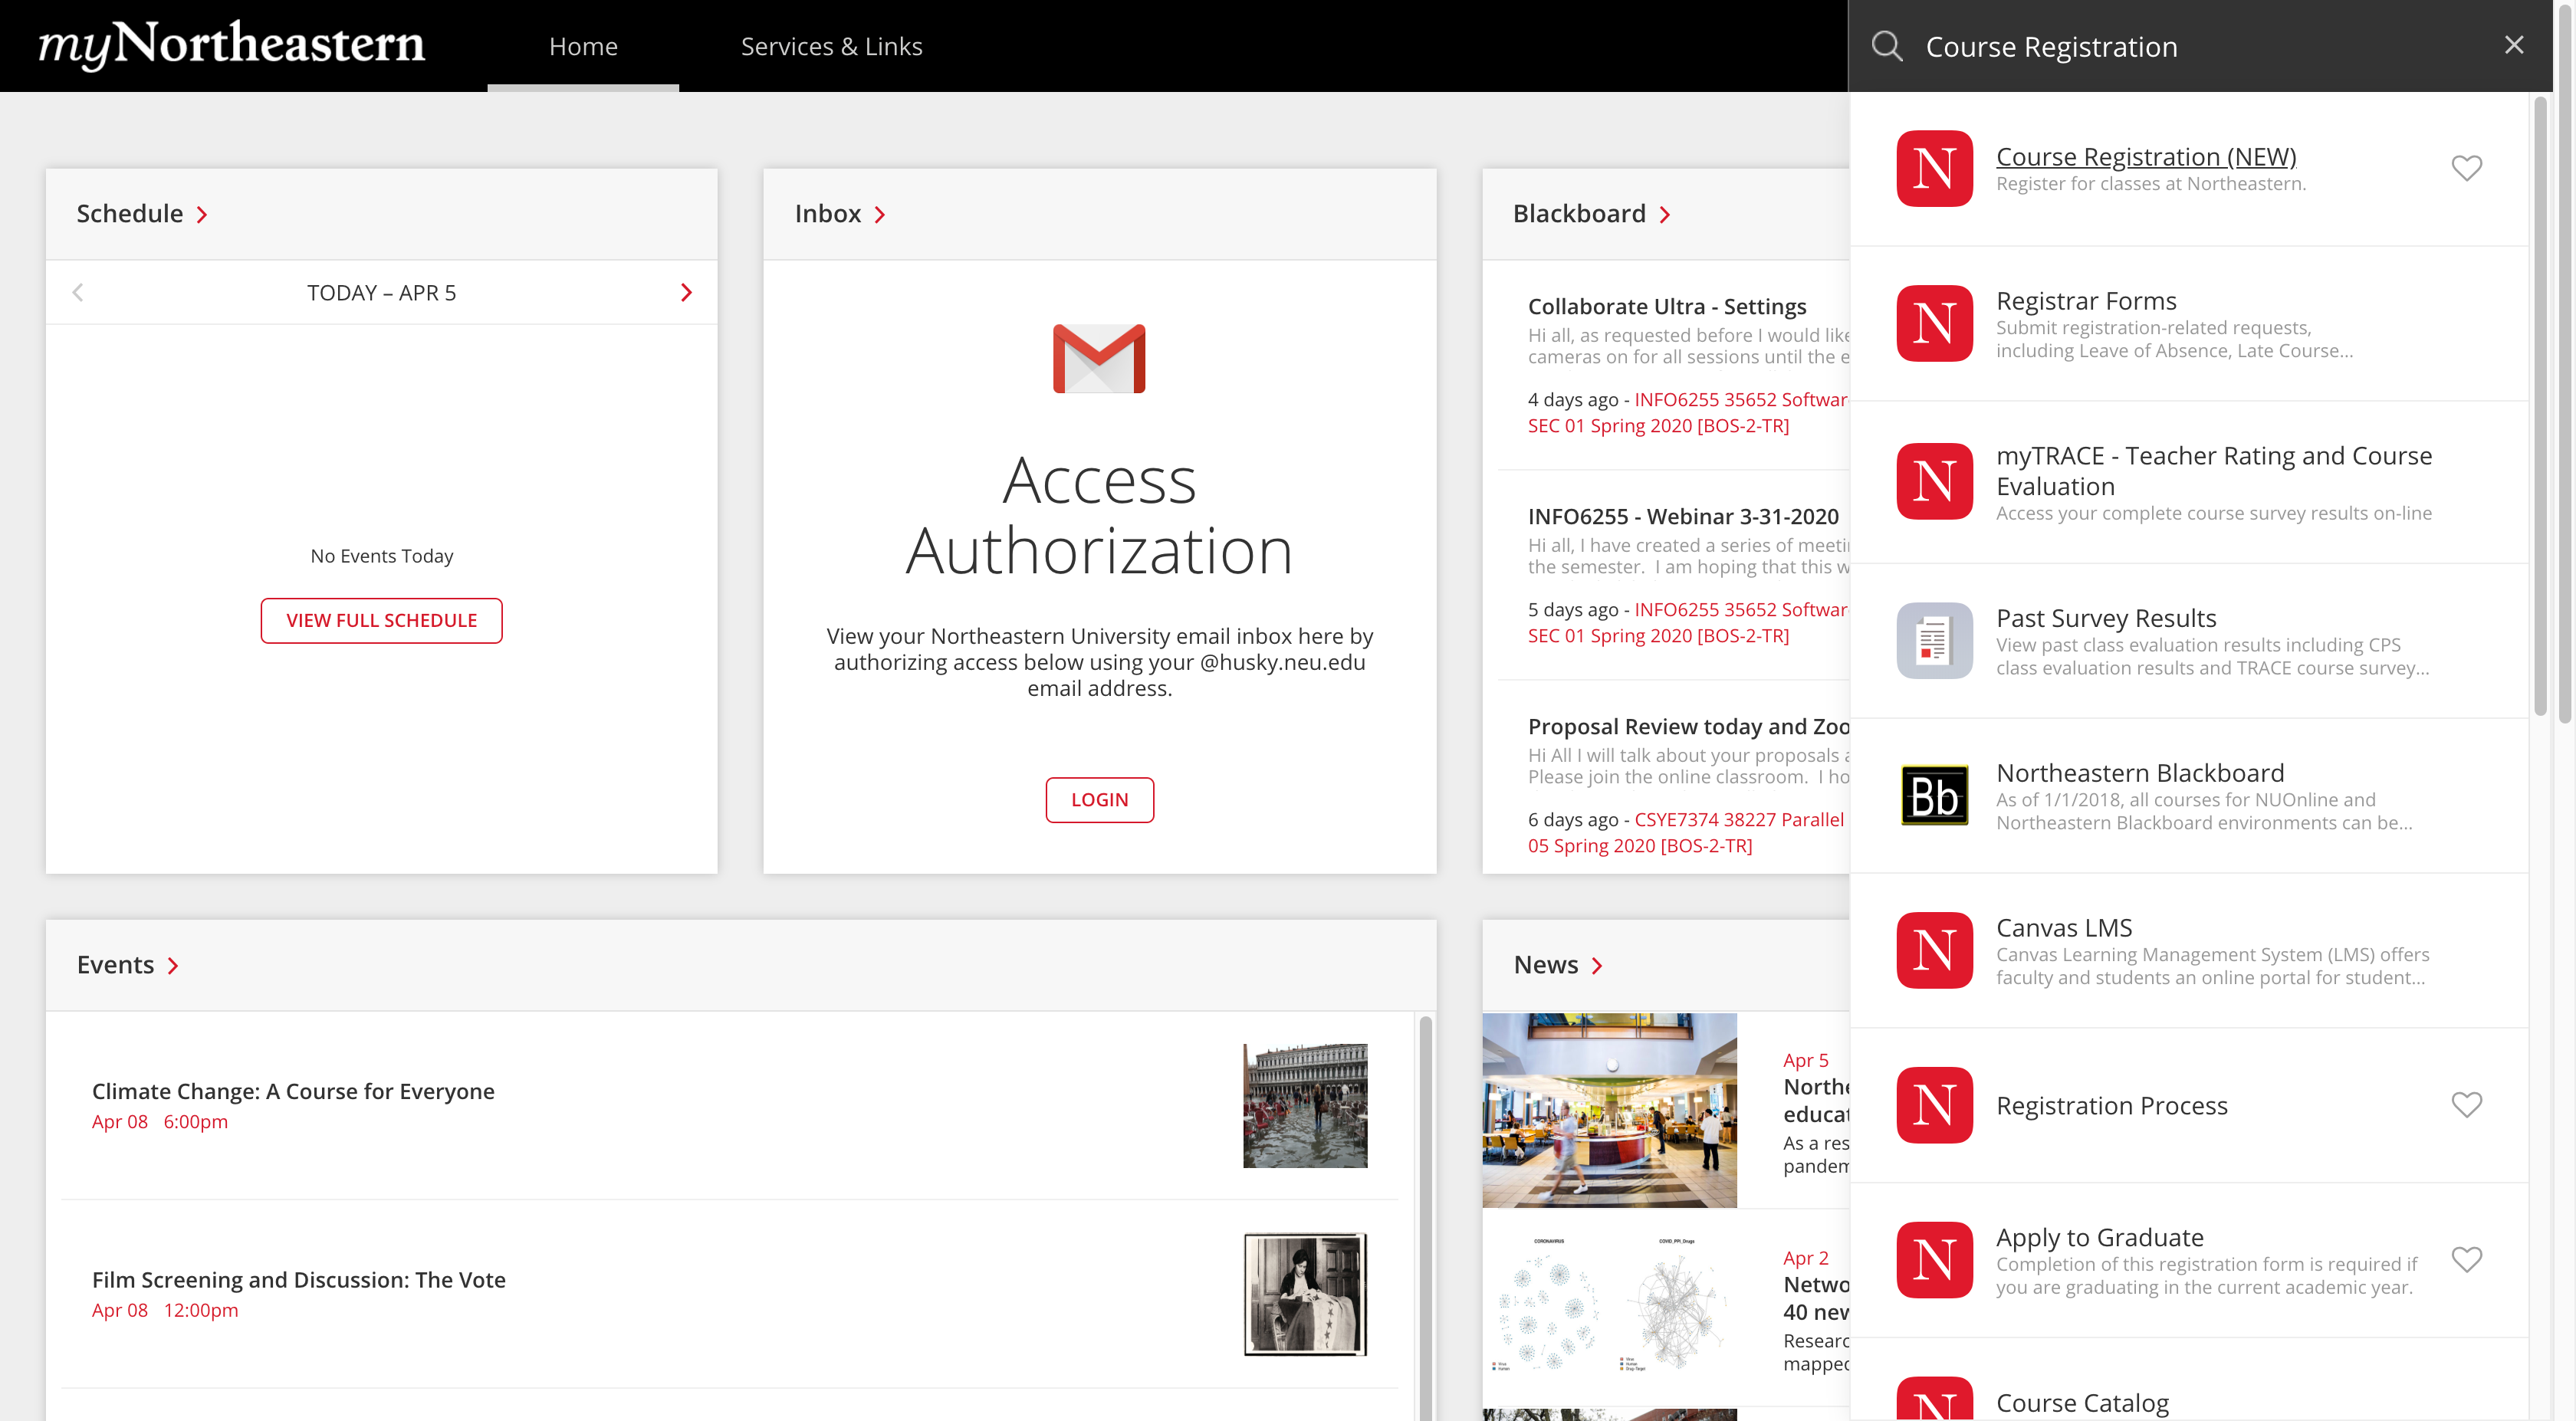 myNortheastern
Home
Services & Links
Course Registration
Schedule
TODAY – APR 5
No Events Today
VIEW FULL SCHEDULE
Inbox
Access
Authorization
View your Northeastern University email inbox here by
authorizing access below using your @husky.neu.edu
email address.
LOGIN
Blackboard
Collaborate Ultra - Settings
Hi all, as requested before I would like
cameras on for all sessions until the
4 days ago - INFO6255 35652 Softwar
SEC 01 Spring 2020 [BOS-2-TR]
INFO6255 - Webinar 3-31-2020
Hi all, I have created a series of meeti
the semester. I am hoping that this w
5 days ago - INFO6255 35652 Softwar
SEC 01 Spring 2020 [BOS-2-TR]
Proposal Review today and Zoo
Hi All I will talk about your proposals
Please join the online classroom. I ho
6 days ago - CSYE7374 38227 Parallel
05 Spring 2020 [BOS-2-TR]
Events
Climate Change: A Course for Everyone
Apr 08 6:00pm
Film Screening and Discussion: The Vote
Apr 08 12:00pm
News
Apr 5
Northe
educat
As a res
pandem
CORONAVIRUS
COVID_PPI_Drugs
Apr 2
Netwo
40 new
Researc
mapped
N
Course Registration (NEW)
Register for classes at Northeastern.
N
Registrar Forms
Submit registration-related requests,
including Leave of Absence, Late Course...
N
myTRACE - Teacher Rating and Course
Evaluation
Access your complete course survey results on-line
Past Survey Results
View past class evaluation results including CPS
class evaluation results and TRACE course survey...
Bb
Northeastern Blackboard
As of 1/1/2018, all courses for NUOnline and
Northeastern Blackboard environments can be...
N
Canvas LMS
Canvas Learning Management System (LMS) offers
faculty and students an online portal for student...
N
Registration Process
N
Apply to Graduate
Completion of this registration form is required if
you are graduating in the current academic year.
N
Course Catalog